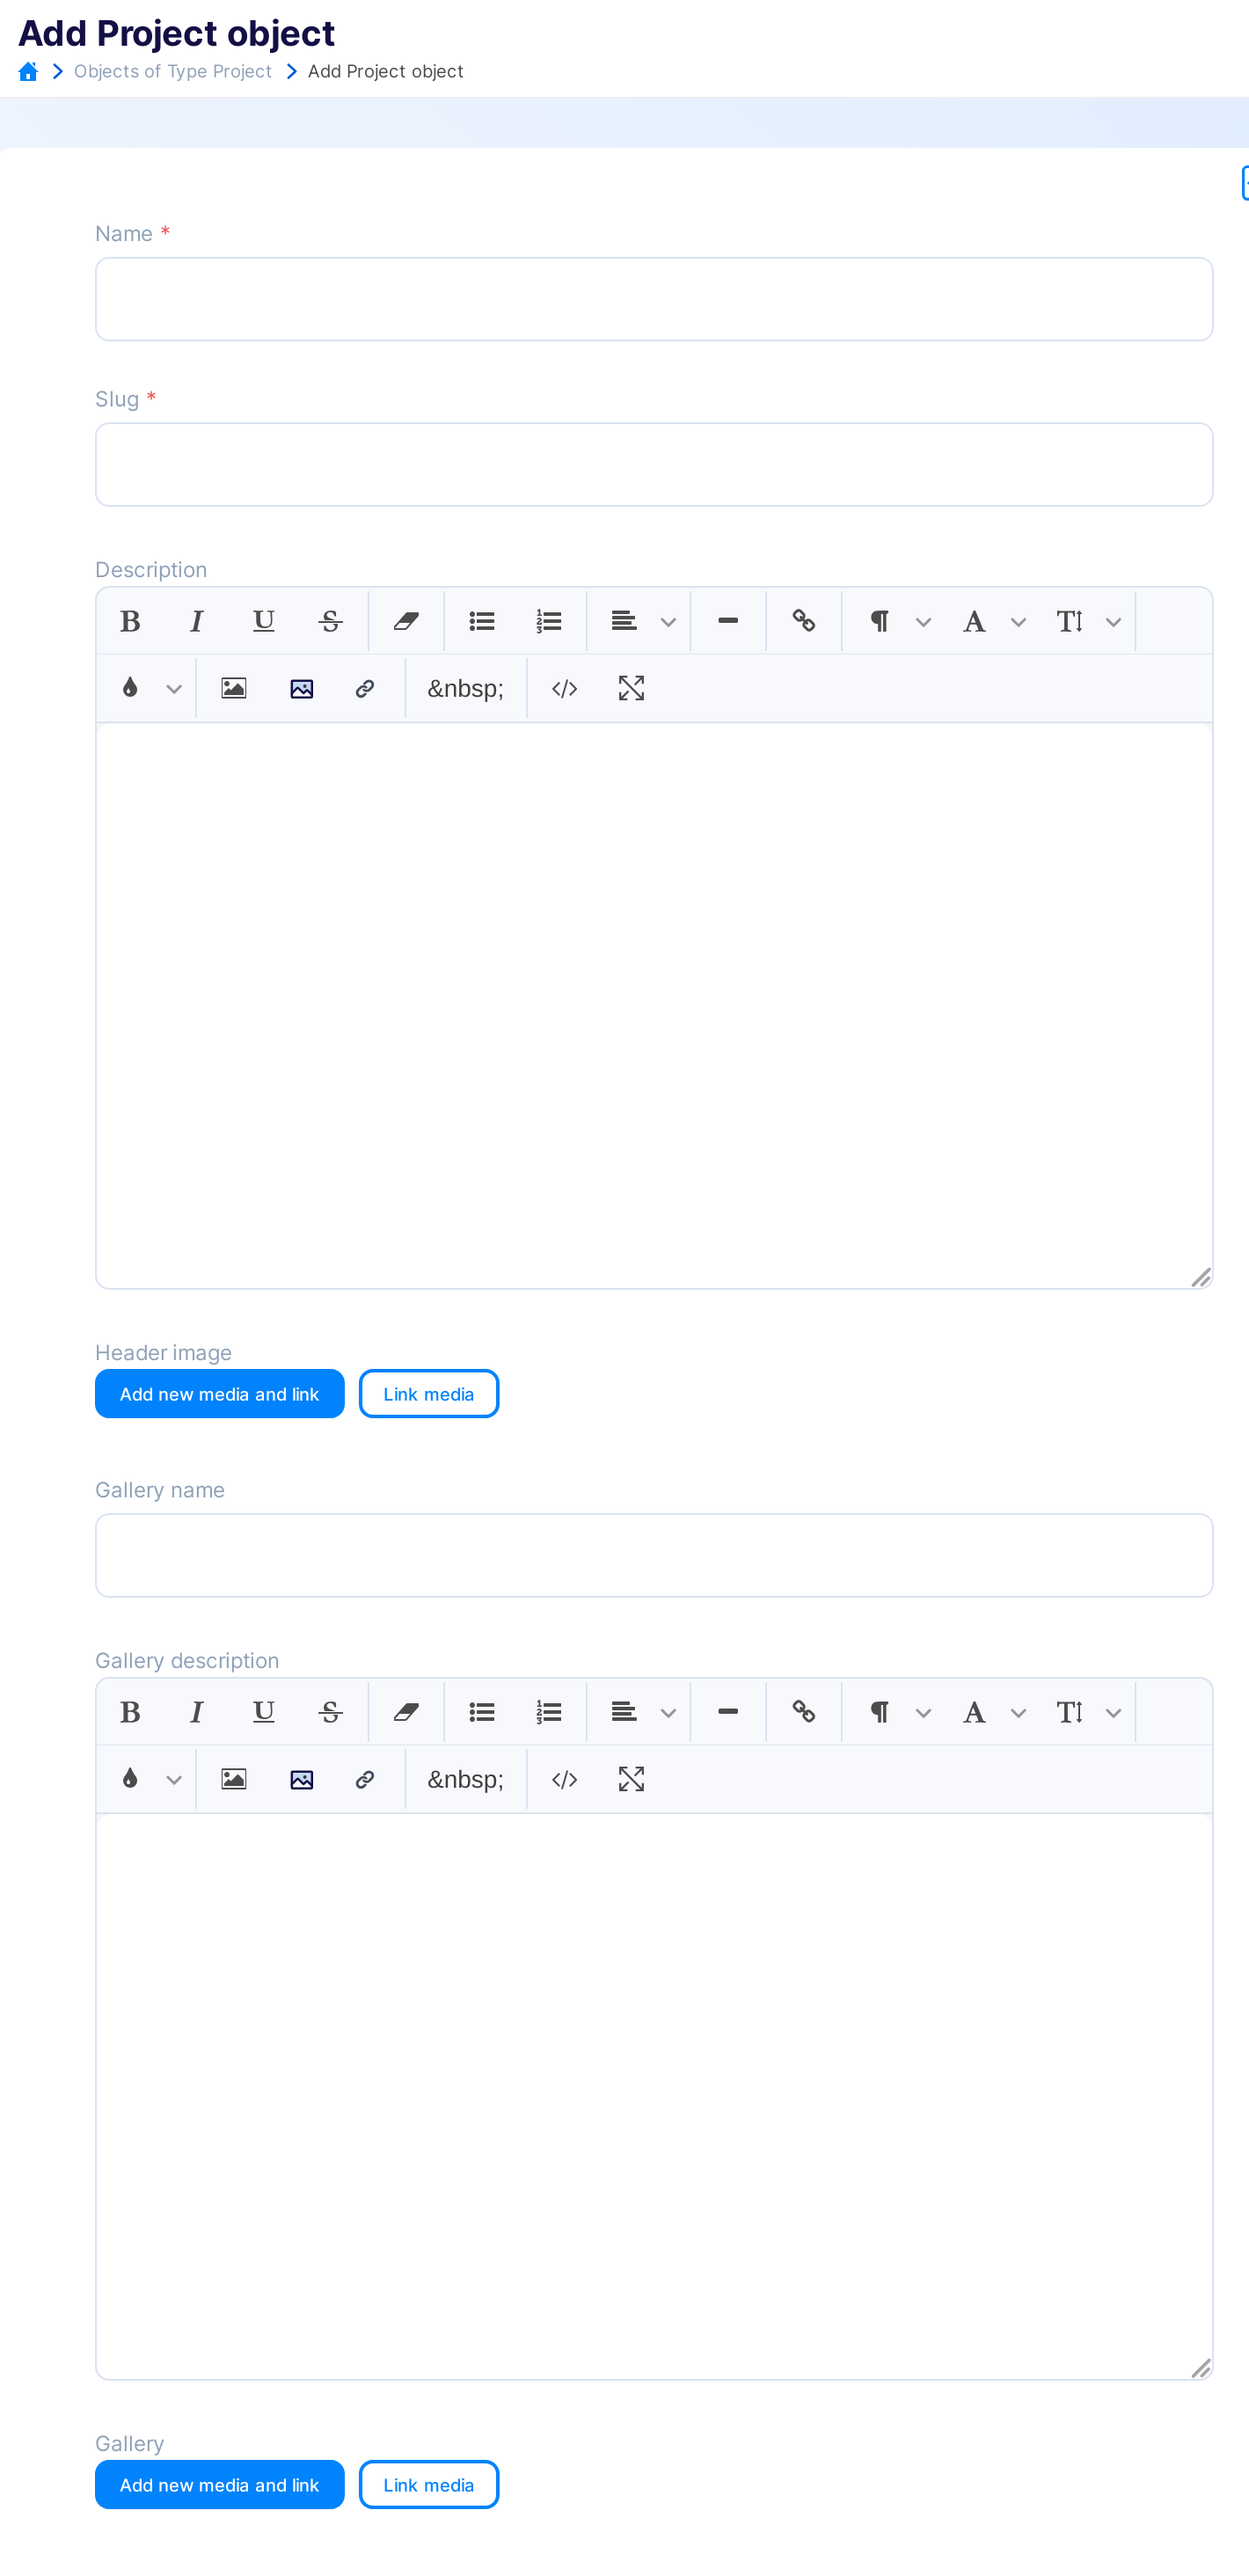 Add Project object
Objects of Type Project Add Project object
Name *
Slug *
Description
&nbsp;
Header image
Add new media and link Link media
Gallery name
Gallery description
&nbsp;
Gallery
Add new media and link Link media